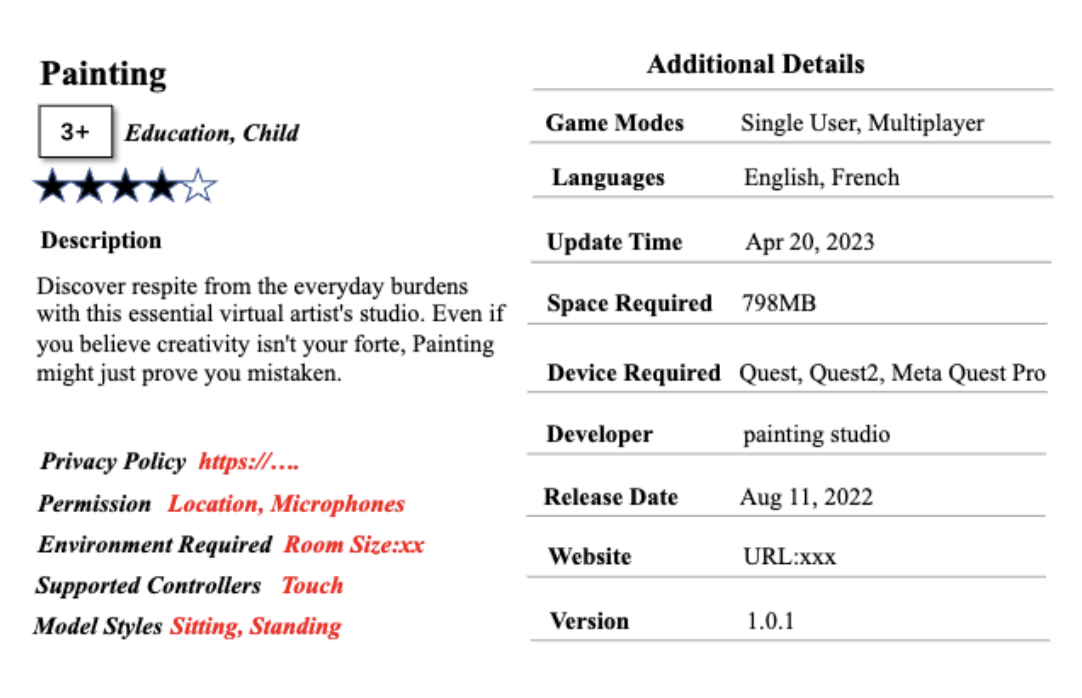 Painting
3+ Education, Child
Description
Discover respite from the everyday burdens
with this essential virtual artist's studio. Even if
you believe creativity isn't your forte, Painting
might just prove you mistaken.
Privacy Policy https://....
Permission Location, Microphones
Environment Required Room Size:xx
Supported Controllers Touch
Model Styles Sitting, Standing
Additional Details
Game Modes Single User, Multiplayer
Languages English, French
Update Time Apr 20, 2023
Space Required 798MB
Device Required Quest, Quest2, Meta Quest Pro
Developer painting studio
Release Date Aug 11, 2022
Website URL:xxx
Version 1.0.1